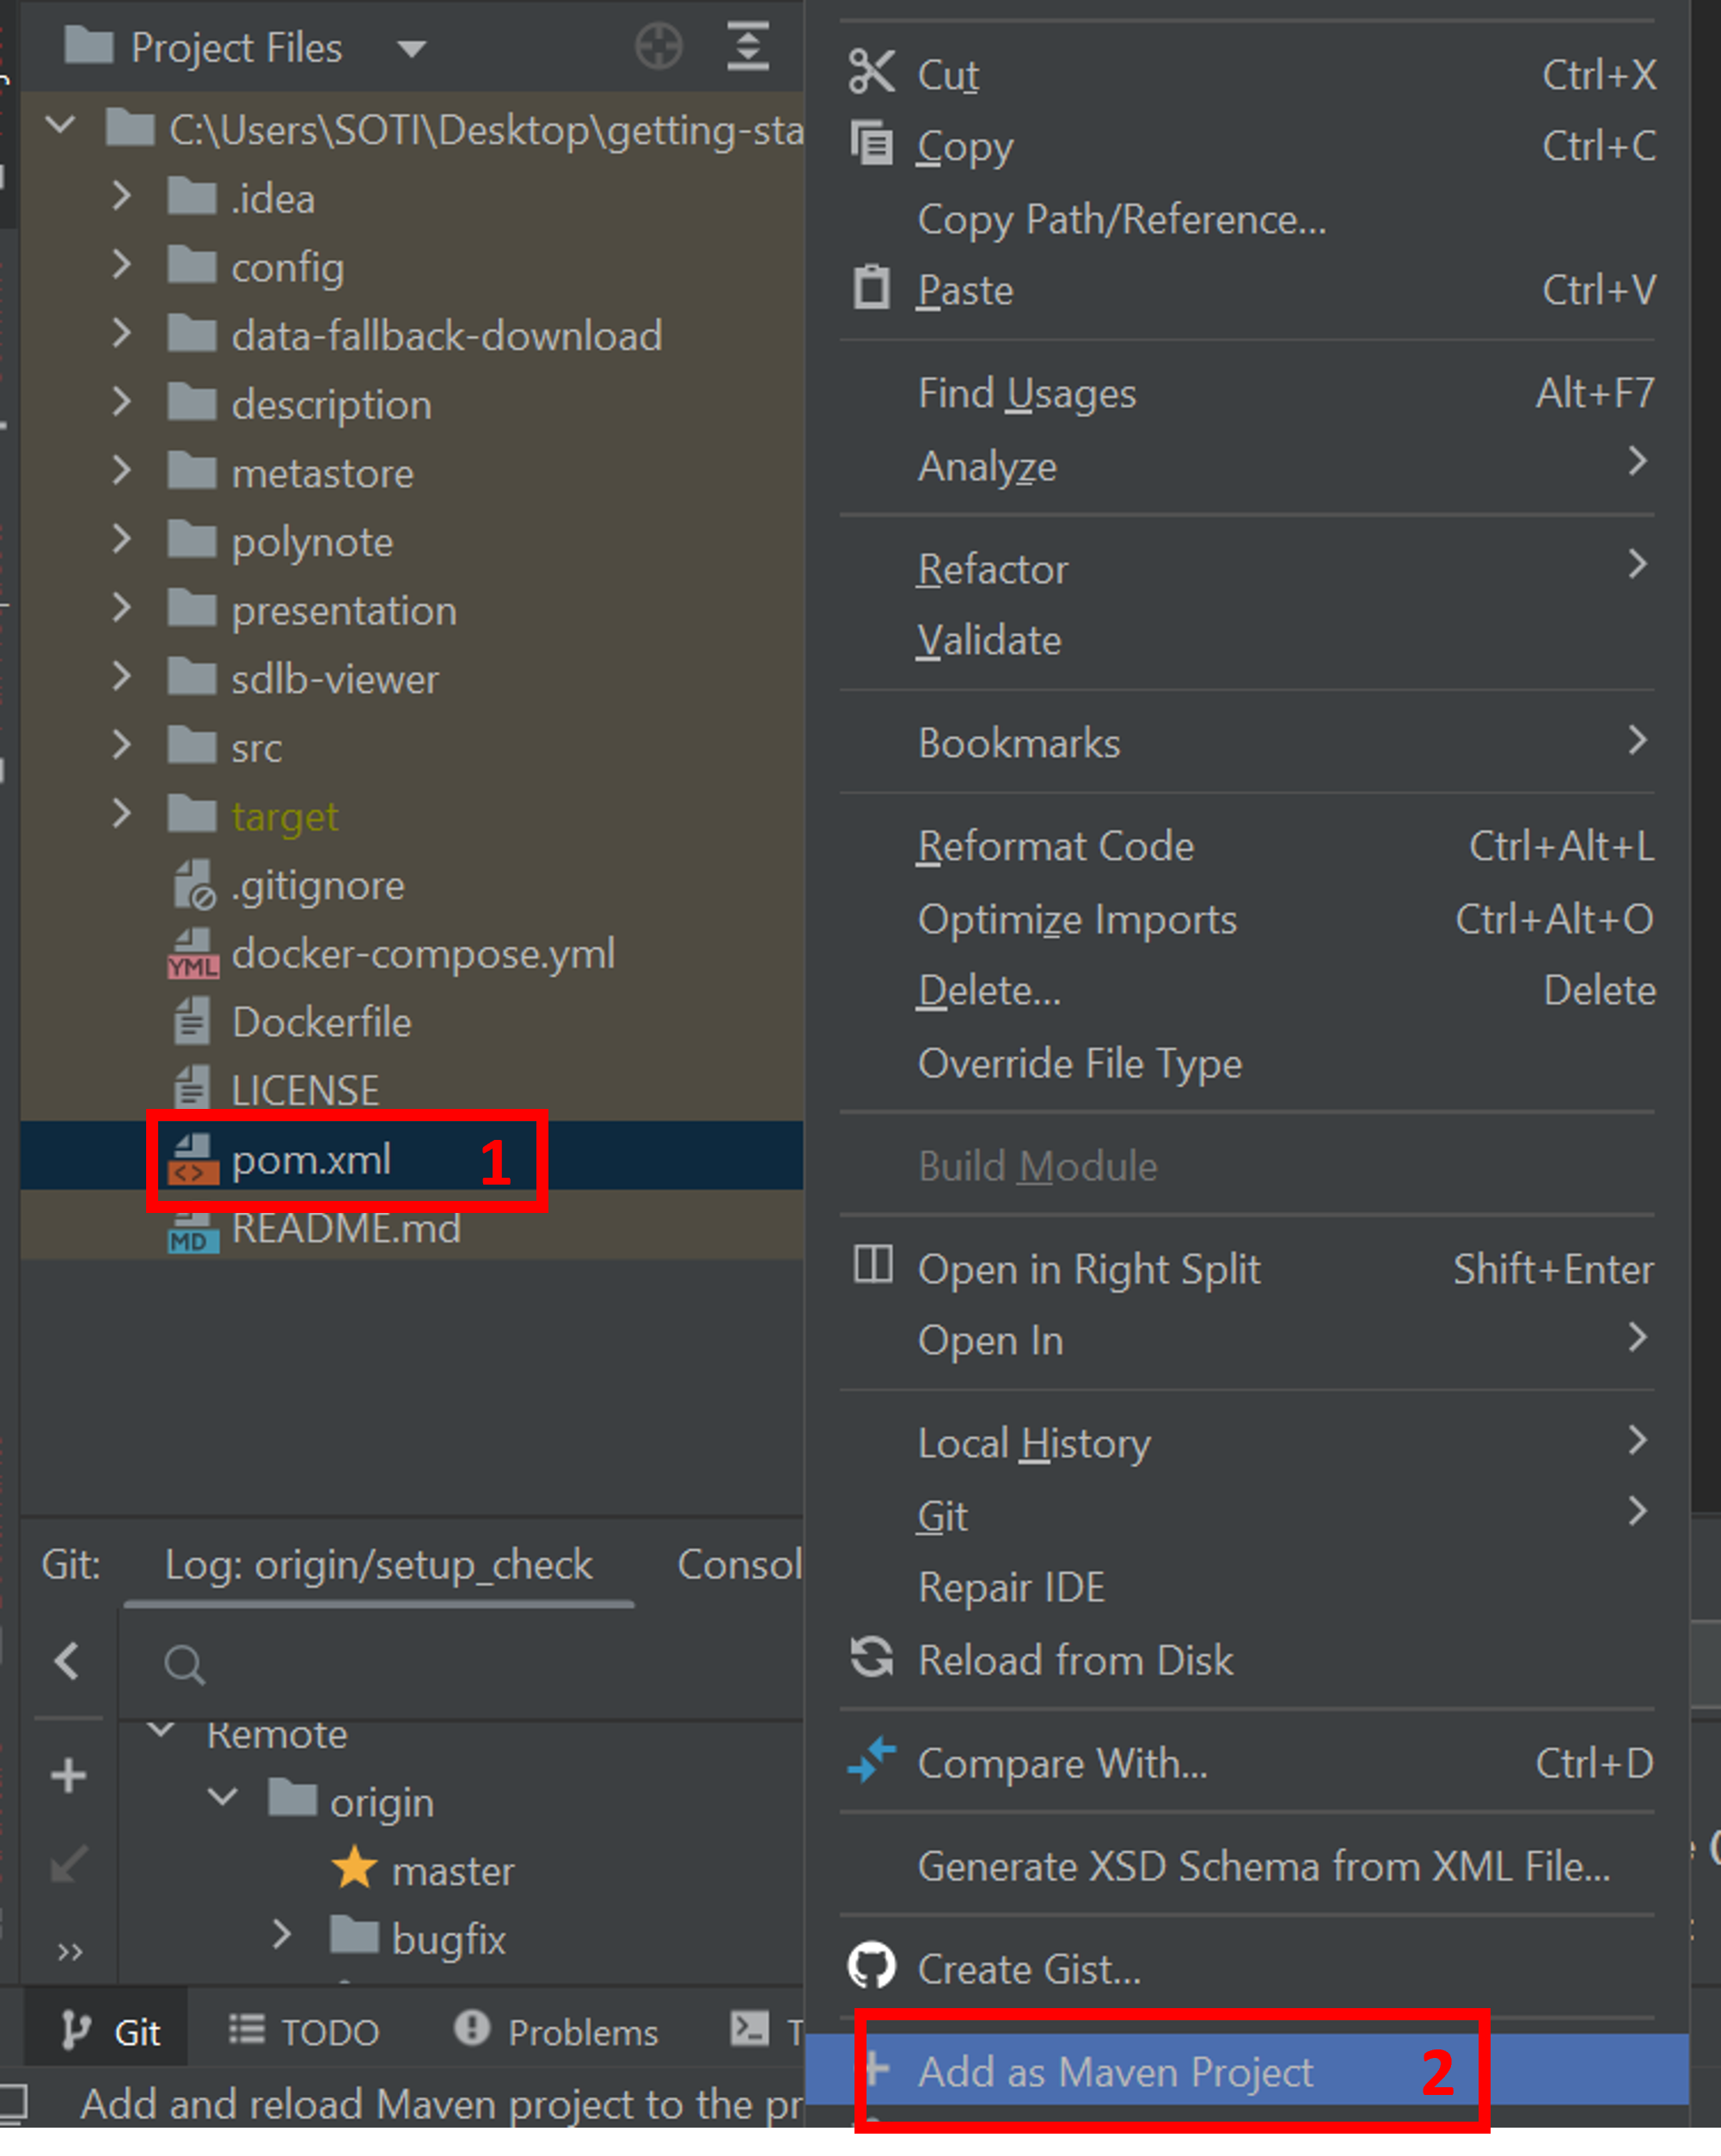 Project Files
C:\Users\SOTI\Desktop\getting-sta
.idea
config
data-fallback-download
description
metastore
polynote
presentation
sdlb-viewer
src
target
.gitignore
YML docker-compose.yml
Dockerfile
LICENSE
<> pom.xml 1
MD README.md
Git: Log: origin/setup_check Consol
Remote
origin
master
bugfix
Git TODO Problems T
Add and reload Maven project to the pr
Cut Ctrl+X
Copy Ctrl+C
Copy Path/Reference...
Paste Ctrl+V
Find Usages Alt+F7
Analyze
Refactor
Validate
Bookmarks
Reformat Code Ctrl+Alt+L
Optimize Imports Ctrl+Alt+O
Delete... Delete
Override File Type
Build Module
Open in Right Split Shift+Enter
Open In
Local History
Git
Repair IDE
Reload from Disk
Compare With... Ctrl+D
Generate XSD Schema from XML File...
Create Gist...
Add as Maven Project 2